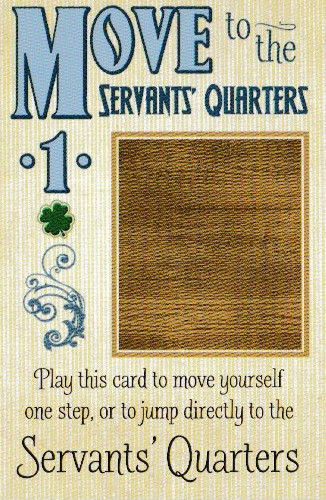 MOVE to the
SERVANTS' QUARTERS
·1·
Play this card to move yourself
one step, or to jump directly to the
Servants' Quarters